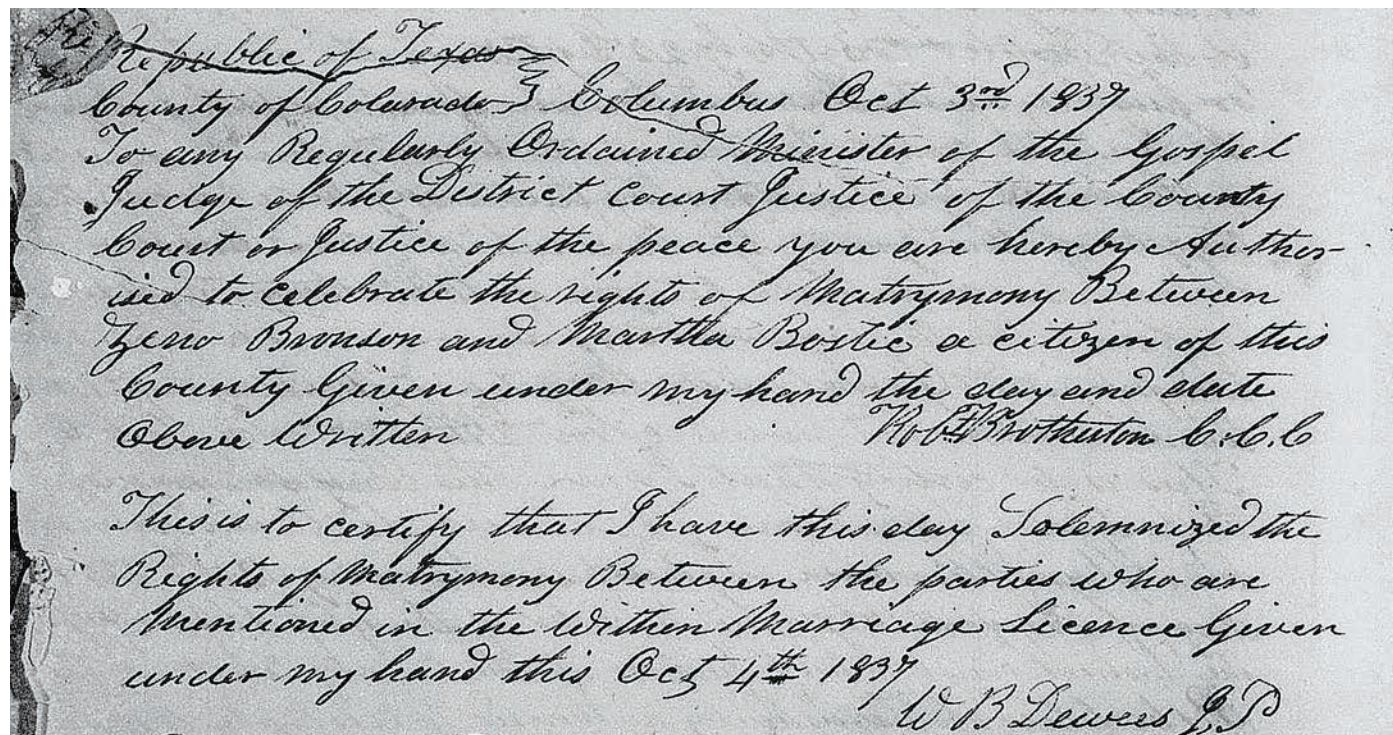 Republic of Texas
County of Colorado } Columbus Oct 3rd 1837
To any Regularly Ordained Minister of the Gospel
Judge of the District Court Justice of the County
Court or Justice of the peace you are hereby Author-
ised to celebrate the rights of Matrymony Between
Zeno Bronson and Martha Bostic a citizen of this
County Given under my hand the day and date
Above Written Robt Brotherton C.C.C
This is to certify that I have this day Solemnized the
Rights of Matrymony Between the parties who are
Mentioned in the Within Marriage Licence Given
under my hand this Oct 4th 1837
W B Dewees J,P